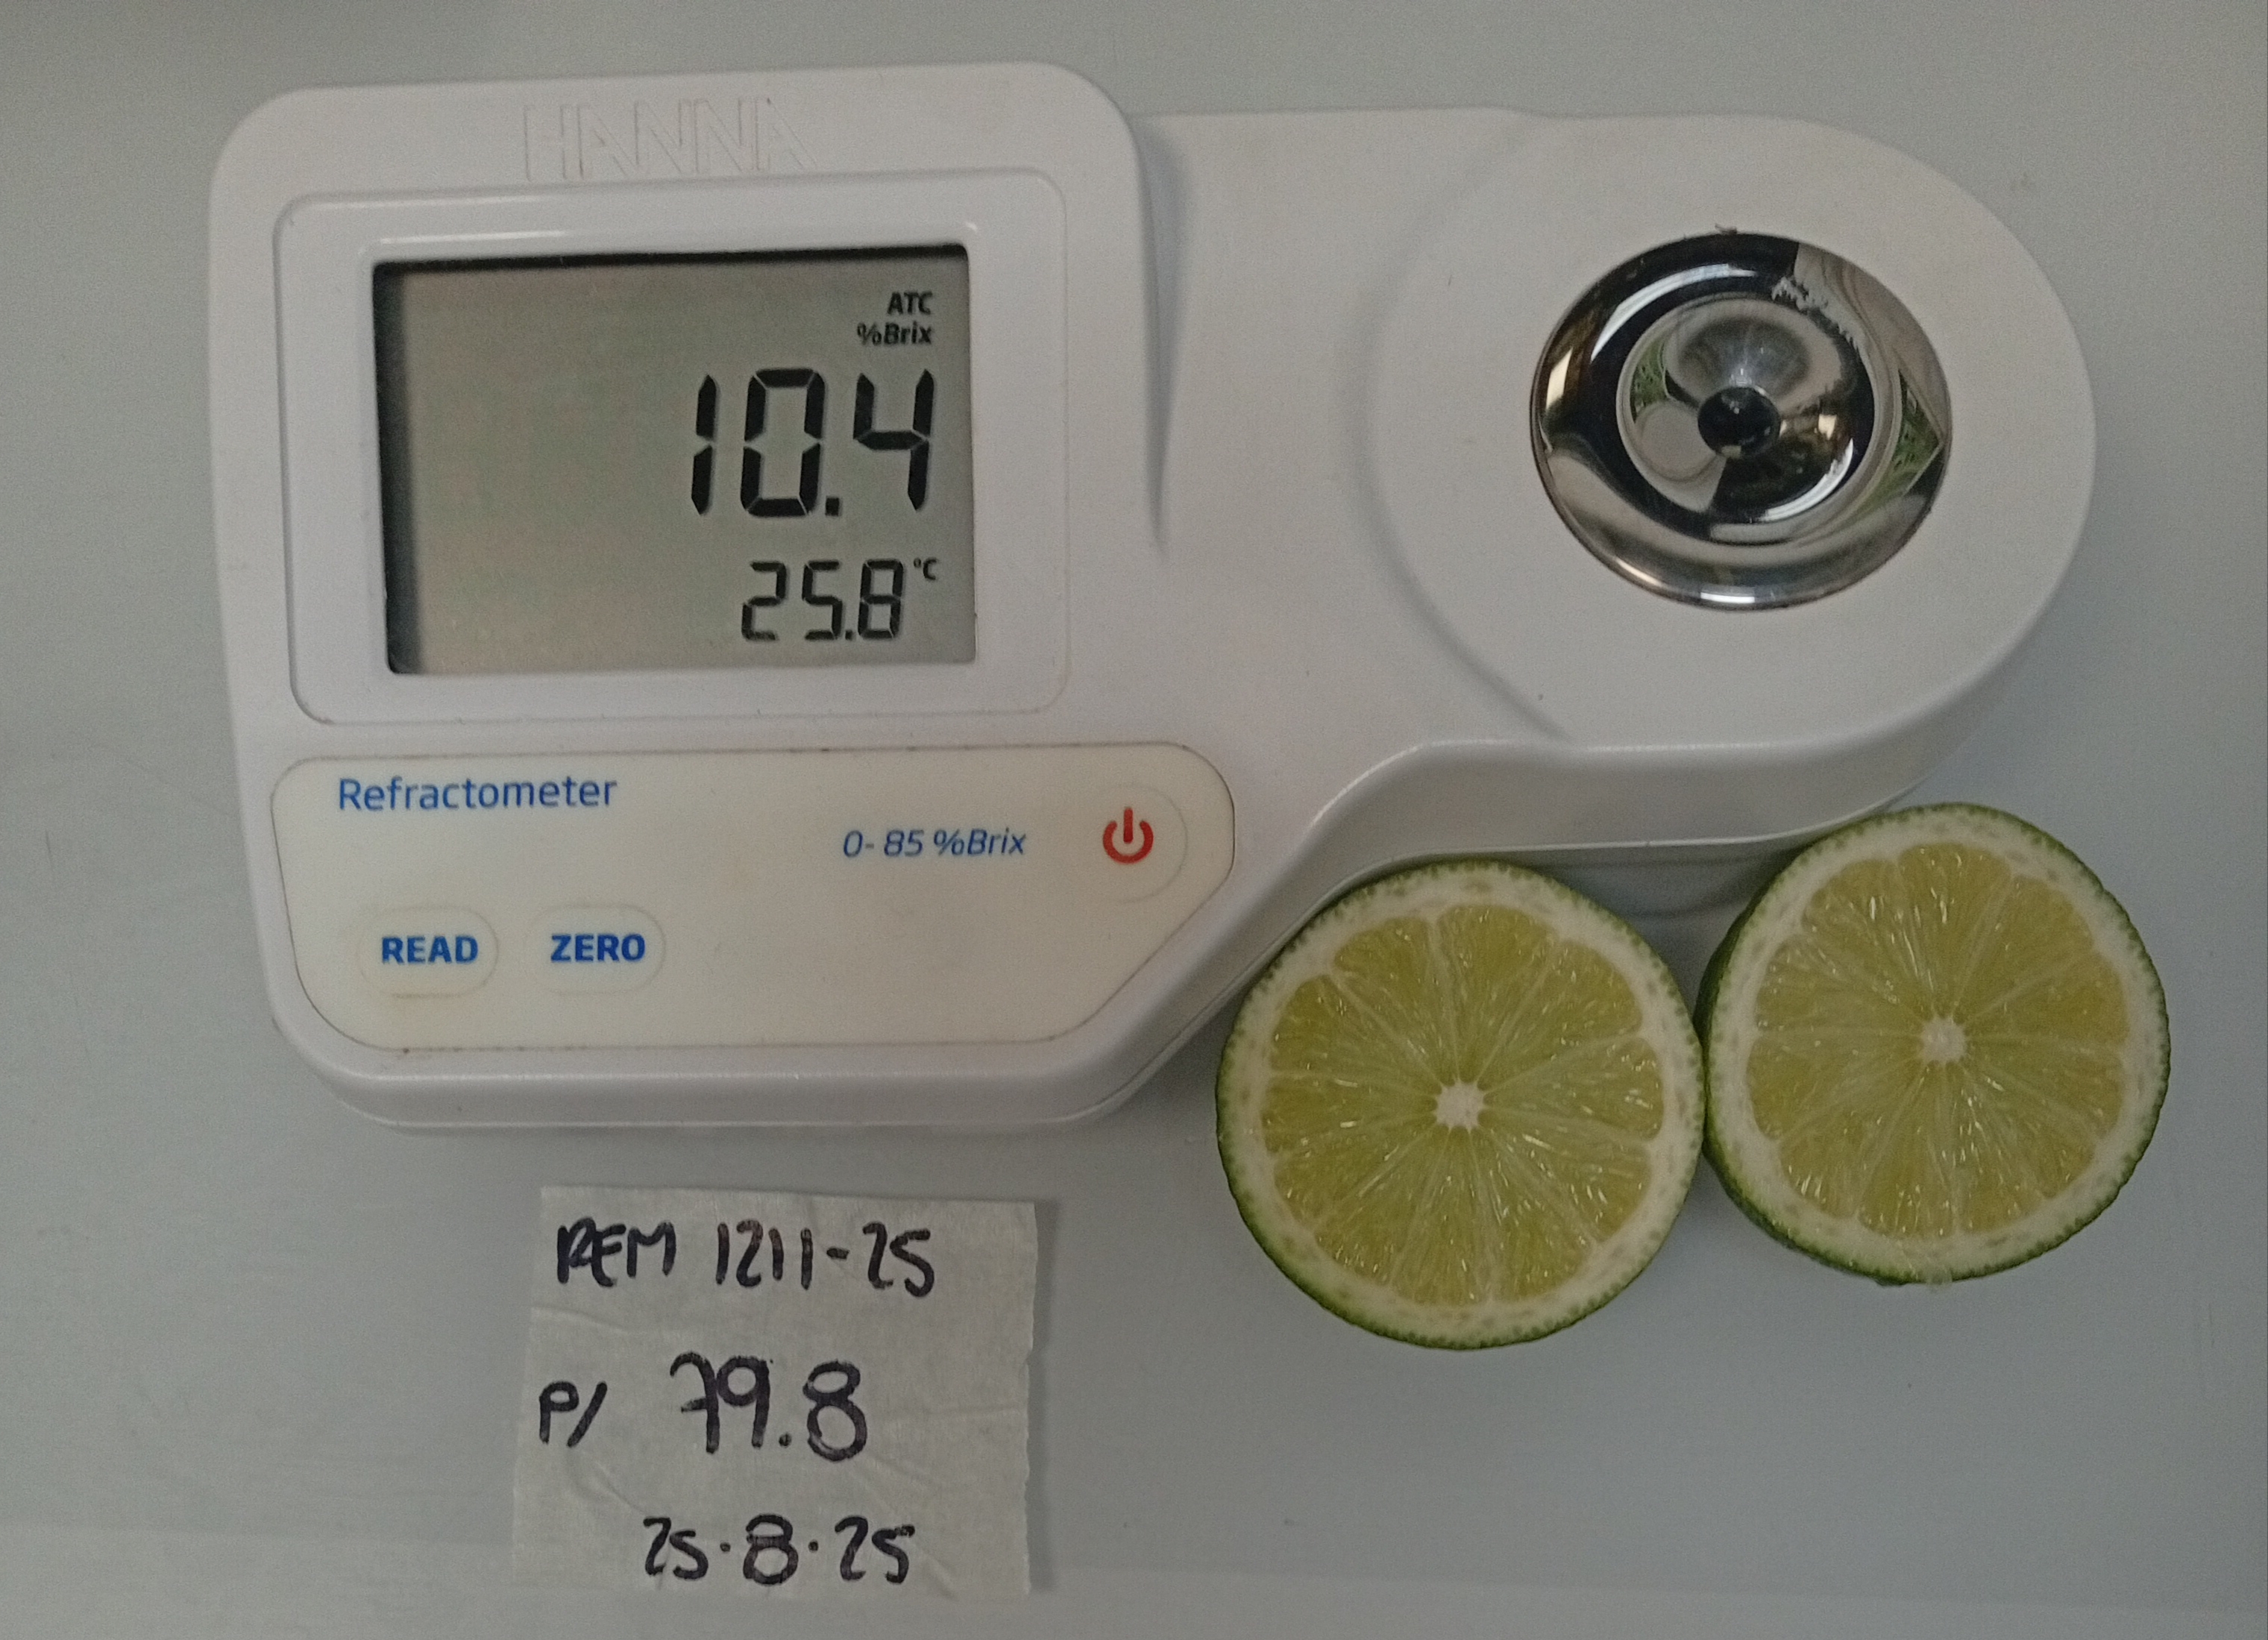 HANNA
ATC
%Brix
10.4
25.8 °C
Refractometer
0-85 %Brix
READ ZERO
REM 1211-25
P/ 79.8
25.8.25